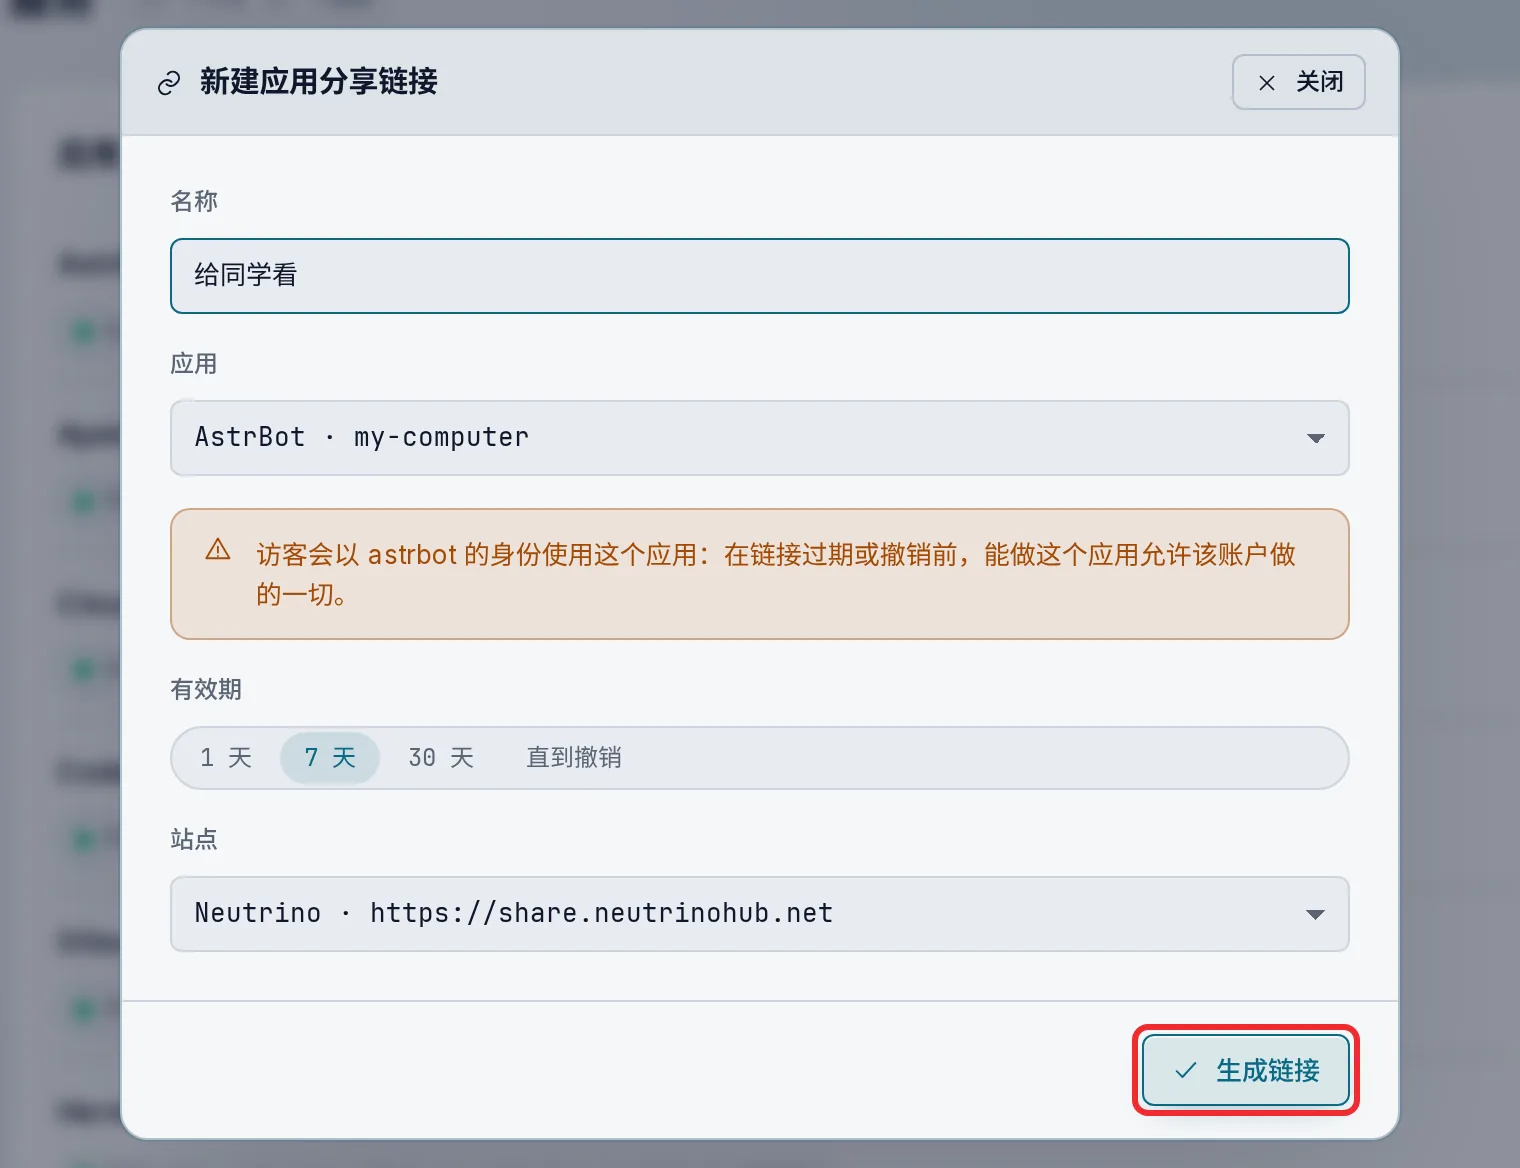 新建应用分享链接
关闭
名称
给同学看
应用
AstrBot · my-computer
访客会以 astrbot 的身份使用这个应用：在链接过期或撤销前，能做这个应用允许该账户做
的一切。
有效期
1 天 7 天 30 天 直到撤销
站点
Neutrino · https://share.neutrinohub.net
生成链接